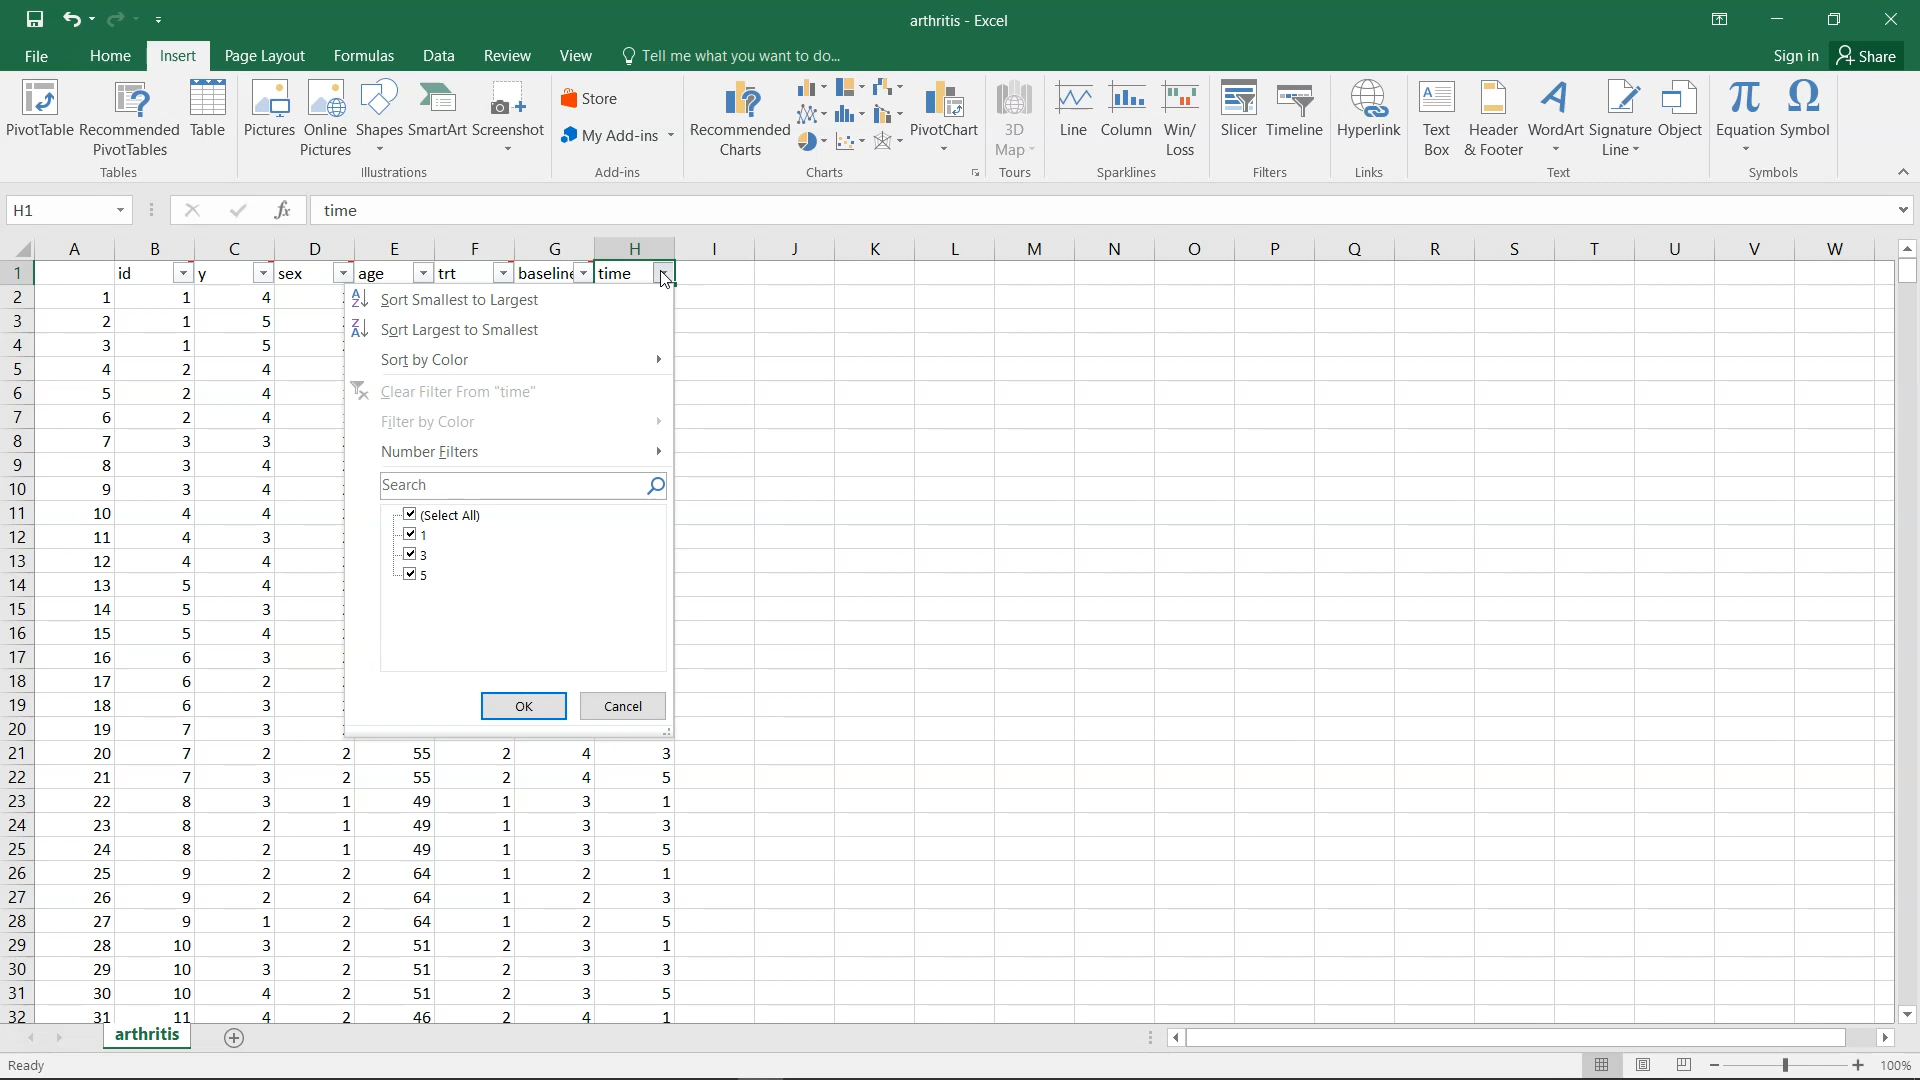 arthritis - Excel
File Home Insert Page Layout Formulas Data Review View Tell me what you want to do... Sign in Share
PivotTable Recommended PivotTables Table Pictures Online Pictures Shapes SmartArt Screenshot Store My Add-ins Recommended Charts PivotChart 3D Map Line Column Win/ Loss Slicer Timeline Hyperlink Text Box Header & Footer WordArt Signature Line Object Equation Symbol
Tables Illustrations Add-ins Charts Tours Sparklines Filters Links Text Symbols
H1 fx time
A B C D E F G H I J K L M N O P Q R S T U V W
1 id y sex age trt baseline time
2 1 1 4
3 2 1 5
4 3 1 5
5 4 2 4
6 5 2 4
7 6 2 4
8 7 3 3
9 8 3 4
10 9 3 4
11 10 4 4
12 11 4 3
13 12 4 4
14 13 5 4
15 14 5 3
16 15 5 4
17 16 6 3
18 17 6 2
19 18 6 3
20 19 7 3
Sort Smallest to Largest
Sort Largest to Smallest
Sort by Color
Clear Filter From "time"
Filter by Color
Number Filters
Search
(Select All)
1
3
5
OK Cancel
21 20 7 2 2 55 2 4 3
22 21 7 3 2 55 2 4 5
23 22 8 3 1 49 1 3 1
24 23 8 2 1 49 1 3 3
25 24 8 2 1 49 1 3 5
26 25 9 2 2 64 1 2 1
27 26 9 2 2 64 1 2 3
28 27 9 1 2 64 1 2 5
29 28 10 3 2 51 2 3 1
30 29 10 3 2 51 2 3 3
31 30 10 4 2 51 2 3 5
32 31 11 4 2 46 2 4 1
arthritis
Ready 100%